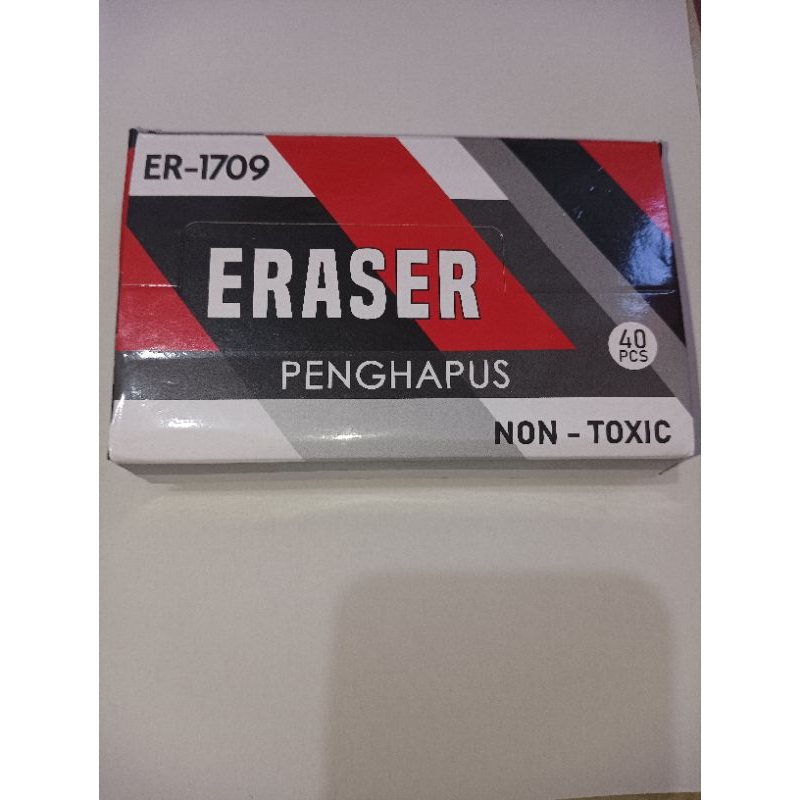 ER-1709
ERASER
40
PCS
PENGHAPUS
NON - TOXIC